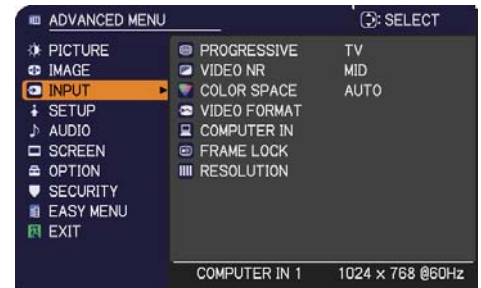 ADVANCED MENU : SELECT
PICTURE
IMAGE
INPUT
SETUP
AUDIO
SCREEN
OPTION
SECURITY
EASY MENU
EXIT
PROGRESSIVE TV
VIDEO NR MID
COLOR SPACE AUTO
VIDEO FORMAT
COMPUTER IN
FRAME LOCK
RESOLUTION
COMPUTER IN 1 1024 x 768 @60Hz